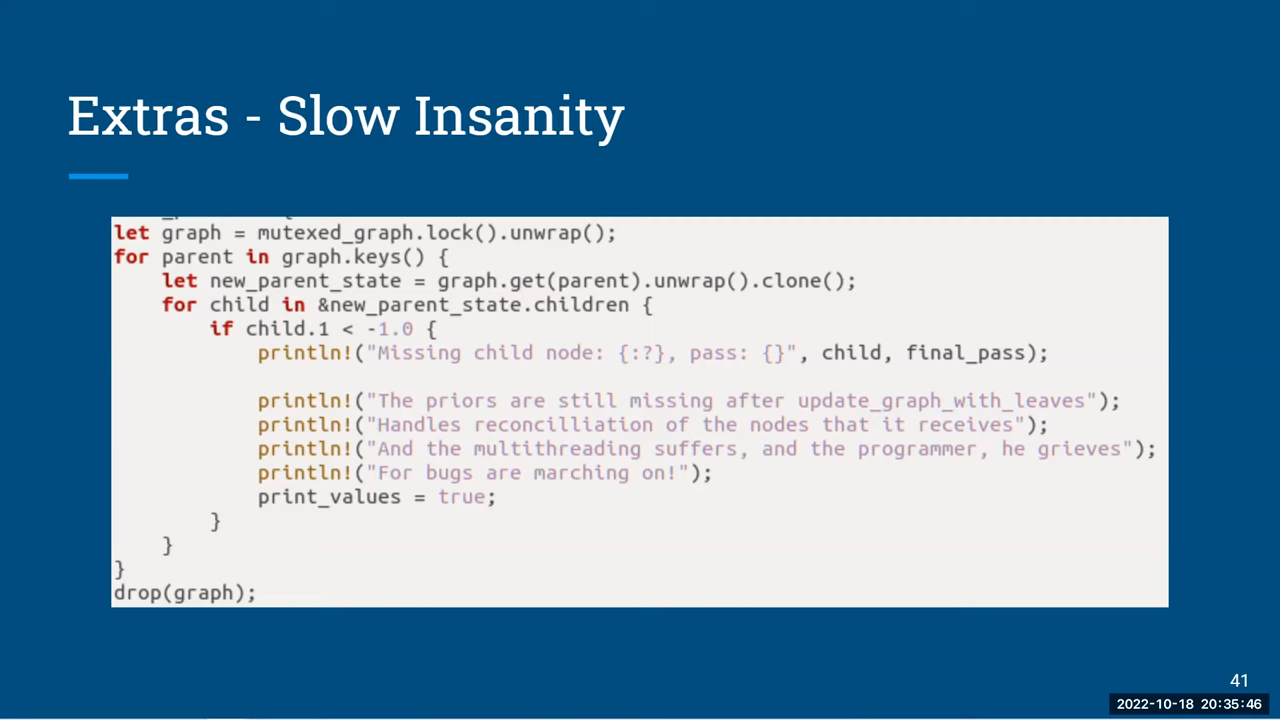 Extras - Slow Insanity
let graph = mutexed_graph.lock().unwrap();
for parent in graph.keys() {
    let new_parent_state = graph.get(parent).unwrap().clone();
    for child in &new_parent_state.children {
        if child.1 < -1.0 {
            println!("Missing child node: {:?}, pass: {}", child, final_pass);

            println!("The priors are still missing after update_graph_with_leaves");
            println!("Handles reconcilliation of the nodes that it receives");
            println!("And the multithreading suffers, and the programmer, he grieves");
            println!("For bugs are marching on!");
            print_values = true;
        }
    }
}
drop(graph);
41
2022-10-18 20:35:46